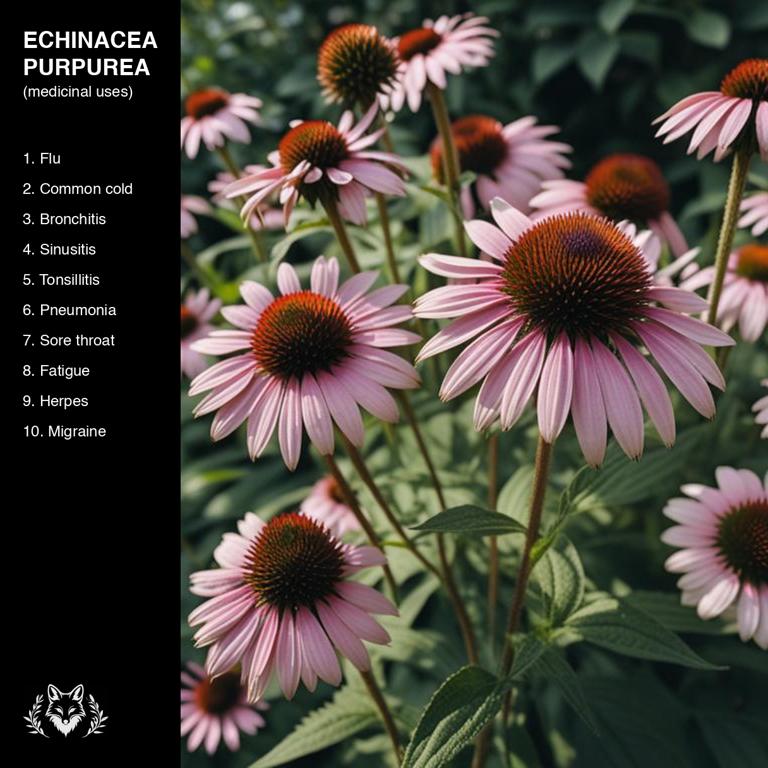 ECHINACEA
PURPUREA
(medicinal uses)
1. Flu
2. Common cold
3. Bronchitis
4. Sinusitis
5. Tonsillitis
6. Pneumonia
7. Sore throat
8. Fatigue
9. Herpes
10. Migraine